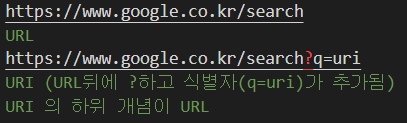 https://www.google.co.kr/search
URL
https://www.google.co.kr/search?q=uri
URI (URL뒤에 ?하고 식별자(q=uri)가 추가됨)
URI 의 하위 개념이 URL